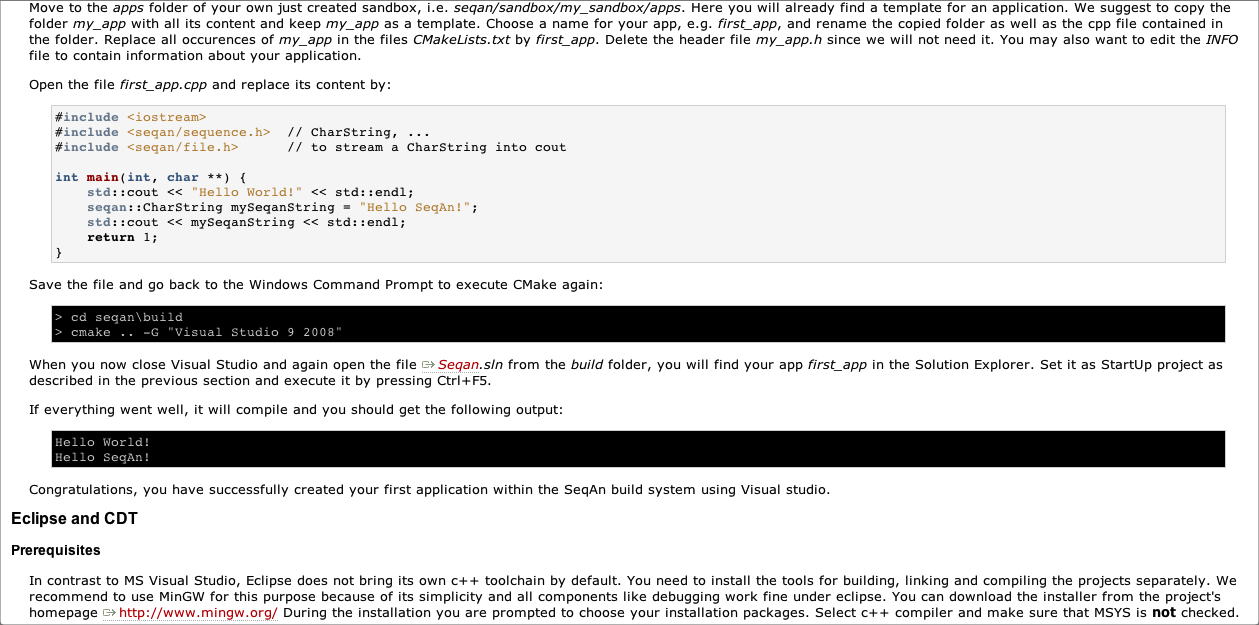 Move to the apps folder of your own just created sandbox, i.e. seqan/sandbox/my_sandbox/apps. Here you will already find a template for an application. We suggest to copy the
folder my_app with all its content and keep my_app as a template. Choose a name for your app, e.g. first_app, and rename the copied folder as well as the cpp file contained in
the folder. Replace all occurences of my_app in the files CMakeLists.txt by first_app. Delete the header file my_app.h since we will not need it. You may also want to edit the INFO
file to contain information about your application.
Open the file first_app.cpp and replace its content by:
#include <iostream>
#include <seqan/sequence.h>  // CharString, ...
#include <seqan/file.h>      // to stream a CharString into cout
int main(int, char **) {
    std::cout << "Hello World!" << std::endl;
    seqan::CharString mySeqanString = "Hello SeqAn!";
    std::cout << mySeqanString << std::endl;
    return 1;
}
Save the file and go back to the Windows Command Prompt to execute CMake again:
> cd seqan\build
> cmake .. -G "Visual Studio 9 2008"
When you now close Visual Studio and again open the file Seqan.sln from the build folder, you will find your app first_app in the Solution Explorer. Set it as StartUp project as
described in the previous section and execute it by pressing Ctrl+F5.
If everything went well, it will compile and you should get the following output:
Hello World!
Hello SeqAn!
Congratulations, you have successfully created your first application within the SeqAn build system using Visual studio.
Eclipse and CDT
Prerequisites
In contrast to MS Visual Studio, Eclipse does not bring its own c++ toolchain by default. You need to install the tools for building, linking and compiling the projects separately. We
recommend to use MinGW for this purpose because of its simplicity and all components like debugging work fine under eclipse. You can download the installer from the project's
homepage http://www.mingw.org/ During the installation you are prompted to choose your installation packages. Select c++ compiler and make sure that MSYS is not checked.